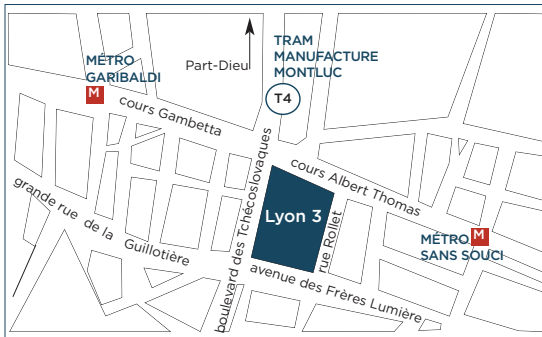 TRAM
MANUFACTURE
MONTLUC
MÉTRO
GARIBALDI
M
Part-Dieu
T4
cours Gambetta
boulevard des Tchécoslovaques
cours Albert Thomas
grande rue de la Guillotière
Lyon 3
rue Rollet
M
MÉTRO
SANS SOUCI
avenue des Frères Lumière